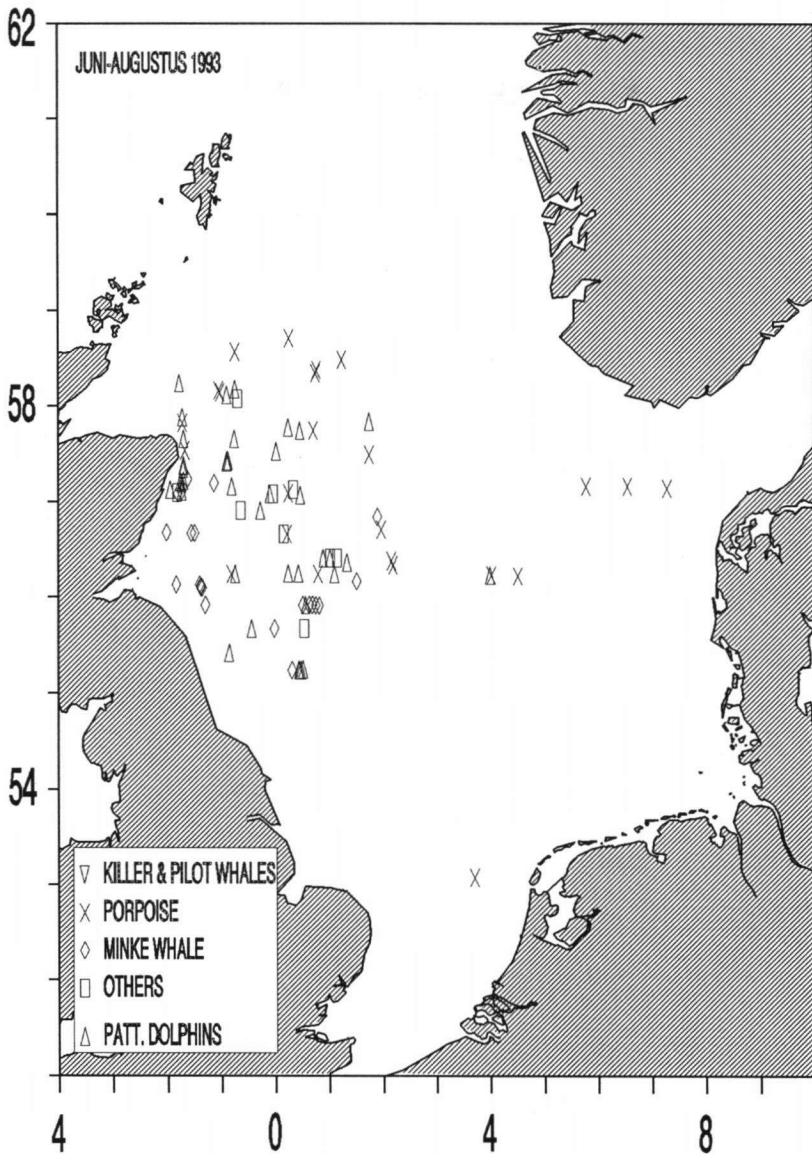 62
JUNI-AUGUSTUS 1993
58
54
KILLER & PILOT WHALES
PORPOISE
MINKE WHALE
OTHERS
PATT. DOLPHINS
4 0 4 8